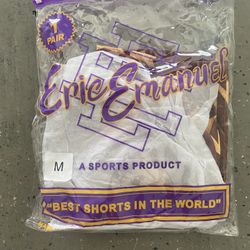 1
PAIR
EE
Eric Emanuel
M
A SPORTS PRODUCT
"BEST SHORTS IN THE WORLD"